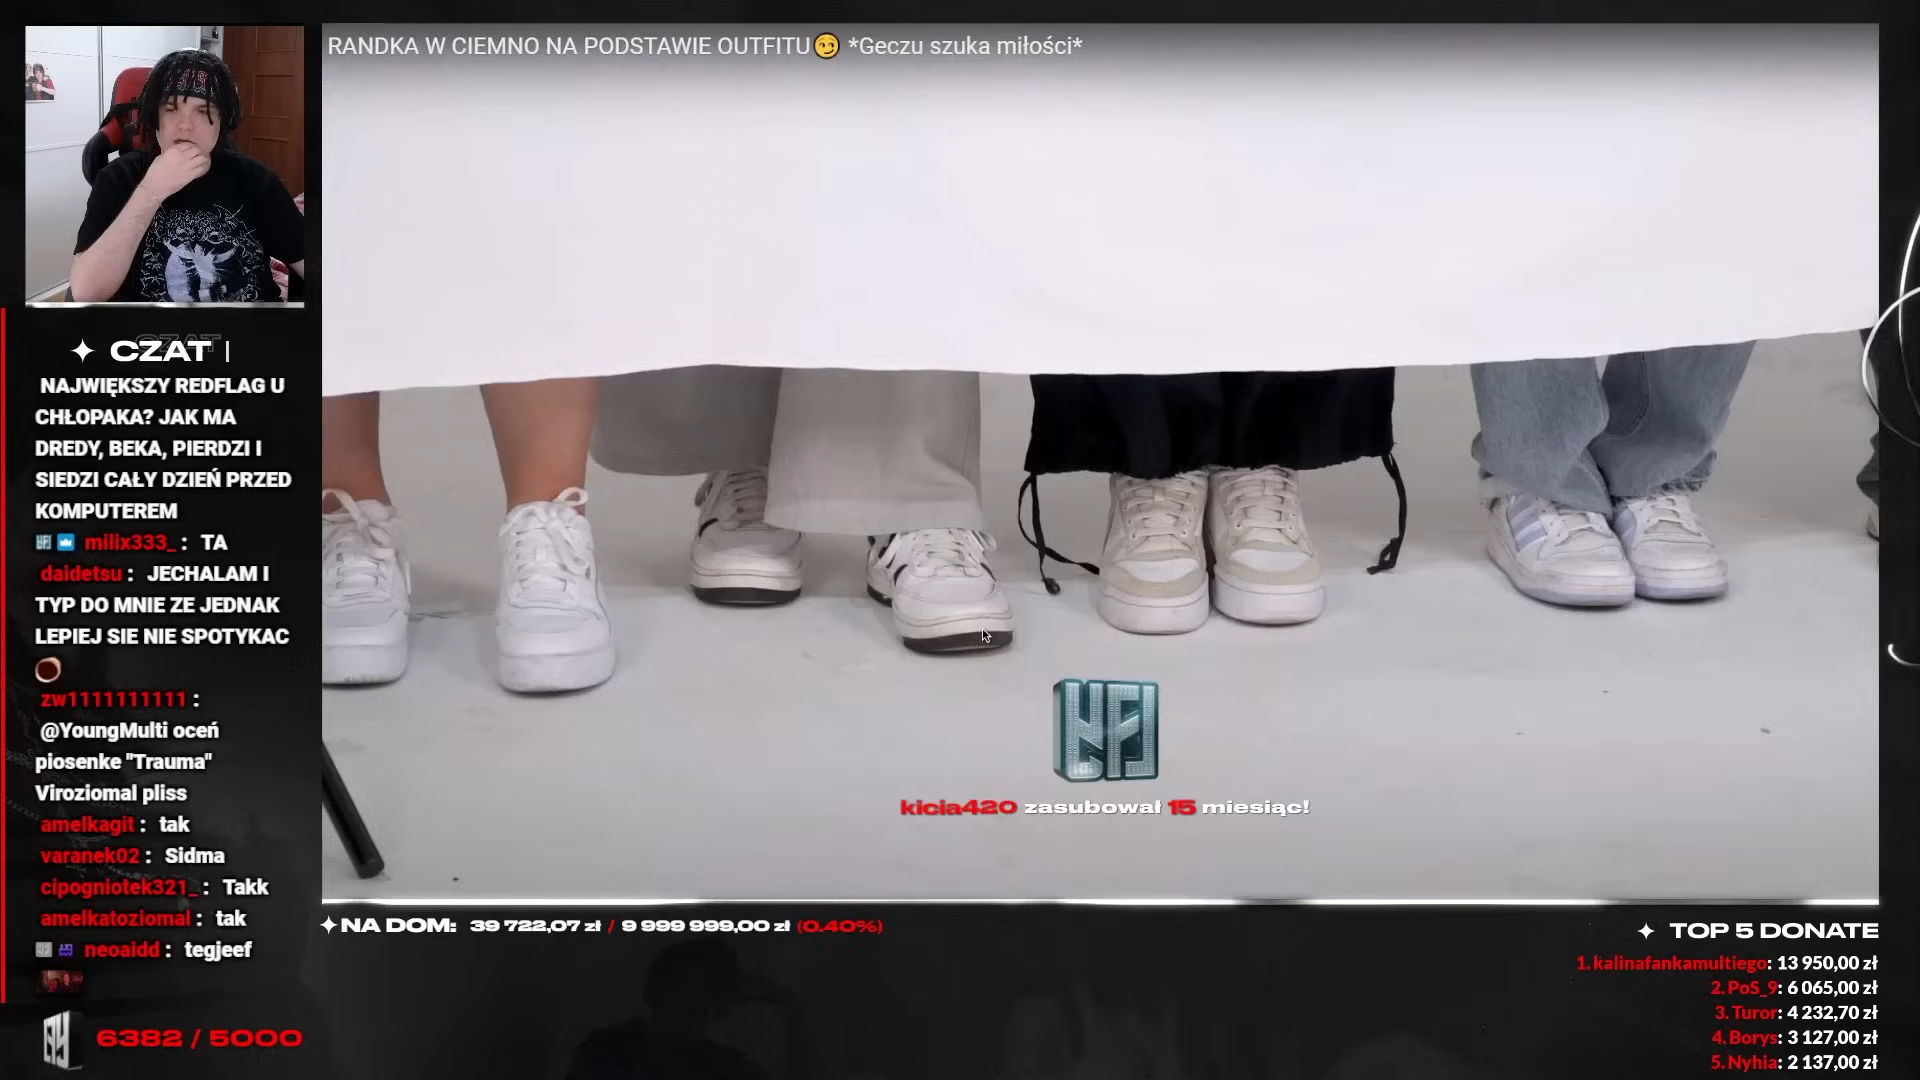 RANDKA W CIEMNO NA PODSTAWIE OUTFITU😏 *Geczu szuka miłości*
CZAT
NAJWIĘKSZY REDFLAG U
CHŁOPAKA? JAK MA
DREDY, BEKA, PIERDZI I
SIEDZI CAŁY DZIEŃ PRZED
KOMPUTEREM
milix333_ : TA
daidetsu : JECHALAM I
TYP DO MNIE ZE JEDNAK
LEPIEJ SIE NIE SPOTYKAC
zw1111111111 :
@YoungMulti oceń
piosenke "Trauma"
Viroziomal pliss
amelkagit : tak
varanek02 : Sidma
cipogniotek321_ : Takk
amelkatoziomal : tak
neoaidd : tegjeef
6382 / 5000
kicia420 zasubował 15 miesiąc!
NA DOM: 39 722,07 zł / 9 999 999,00 zł (0.40%)
TOP 5 DONATE
1. kalinafankamultiego: 13 950,00 zł
2. PoS_9: 6 065,00 zł
3. Turor: 4 232,70 zł
4. Borys: 3 127,00 zł
5. Nyhia: 2 137,00 zł